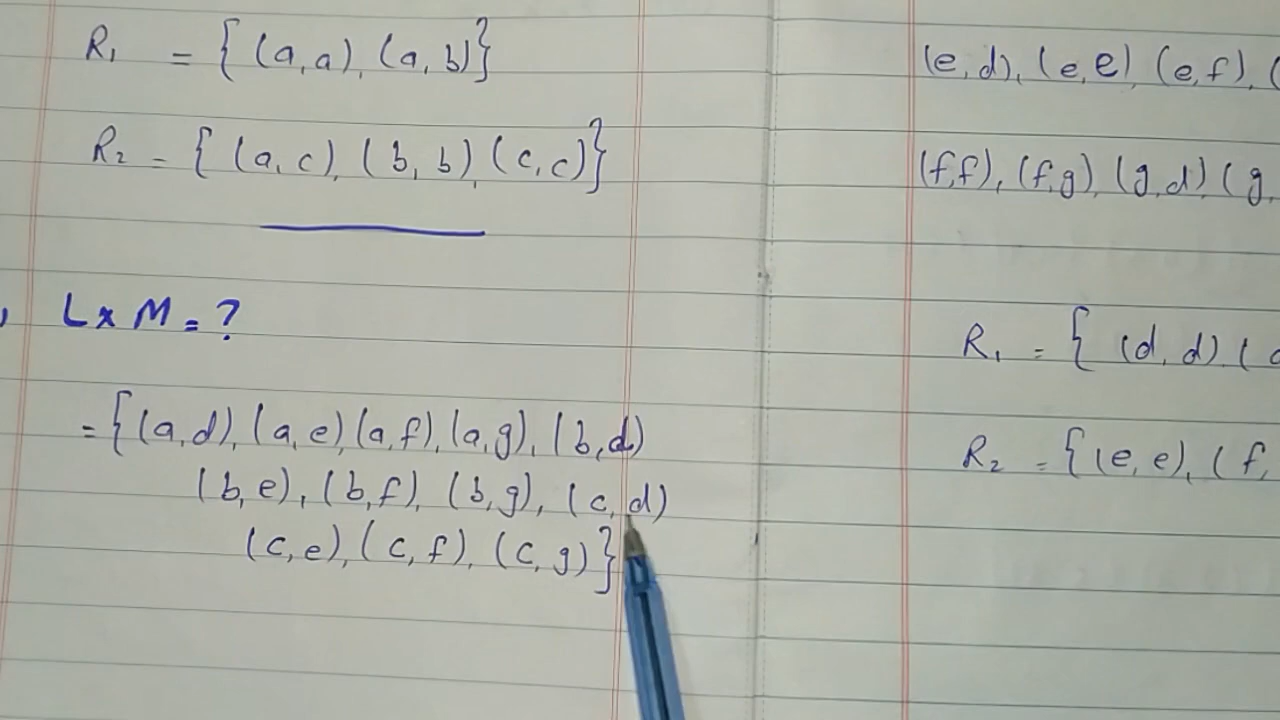 R₁ = { (a,a), (a,b)}
R₂ = { (a,c), (b,b), (c,c)}
, L x M = ?
= {(a,d), (a,e) (a,f), (a,g), (b,d)
(b,e), (b,f), (b,g), (c,d)
(c,e), (c,f), (c,g)}
(e,d), (e,e), (e,f), (
(f,f), (f,g), (g,d) (g,
R₁ = { (d,d) (
R₂ = {(e,e), (f,